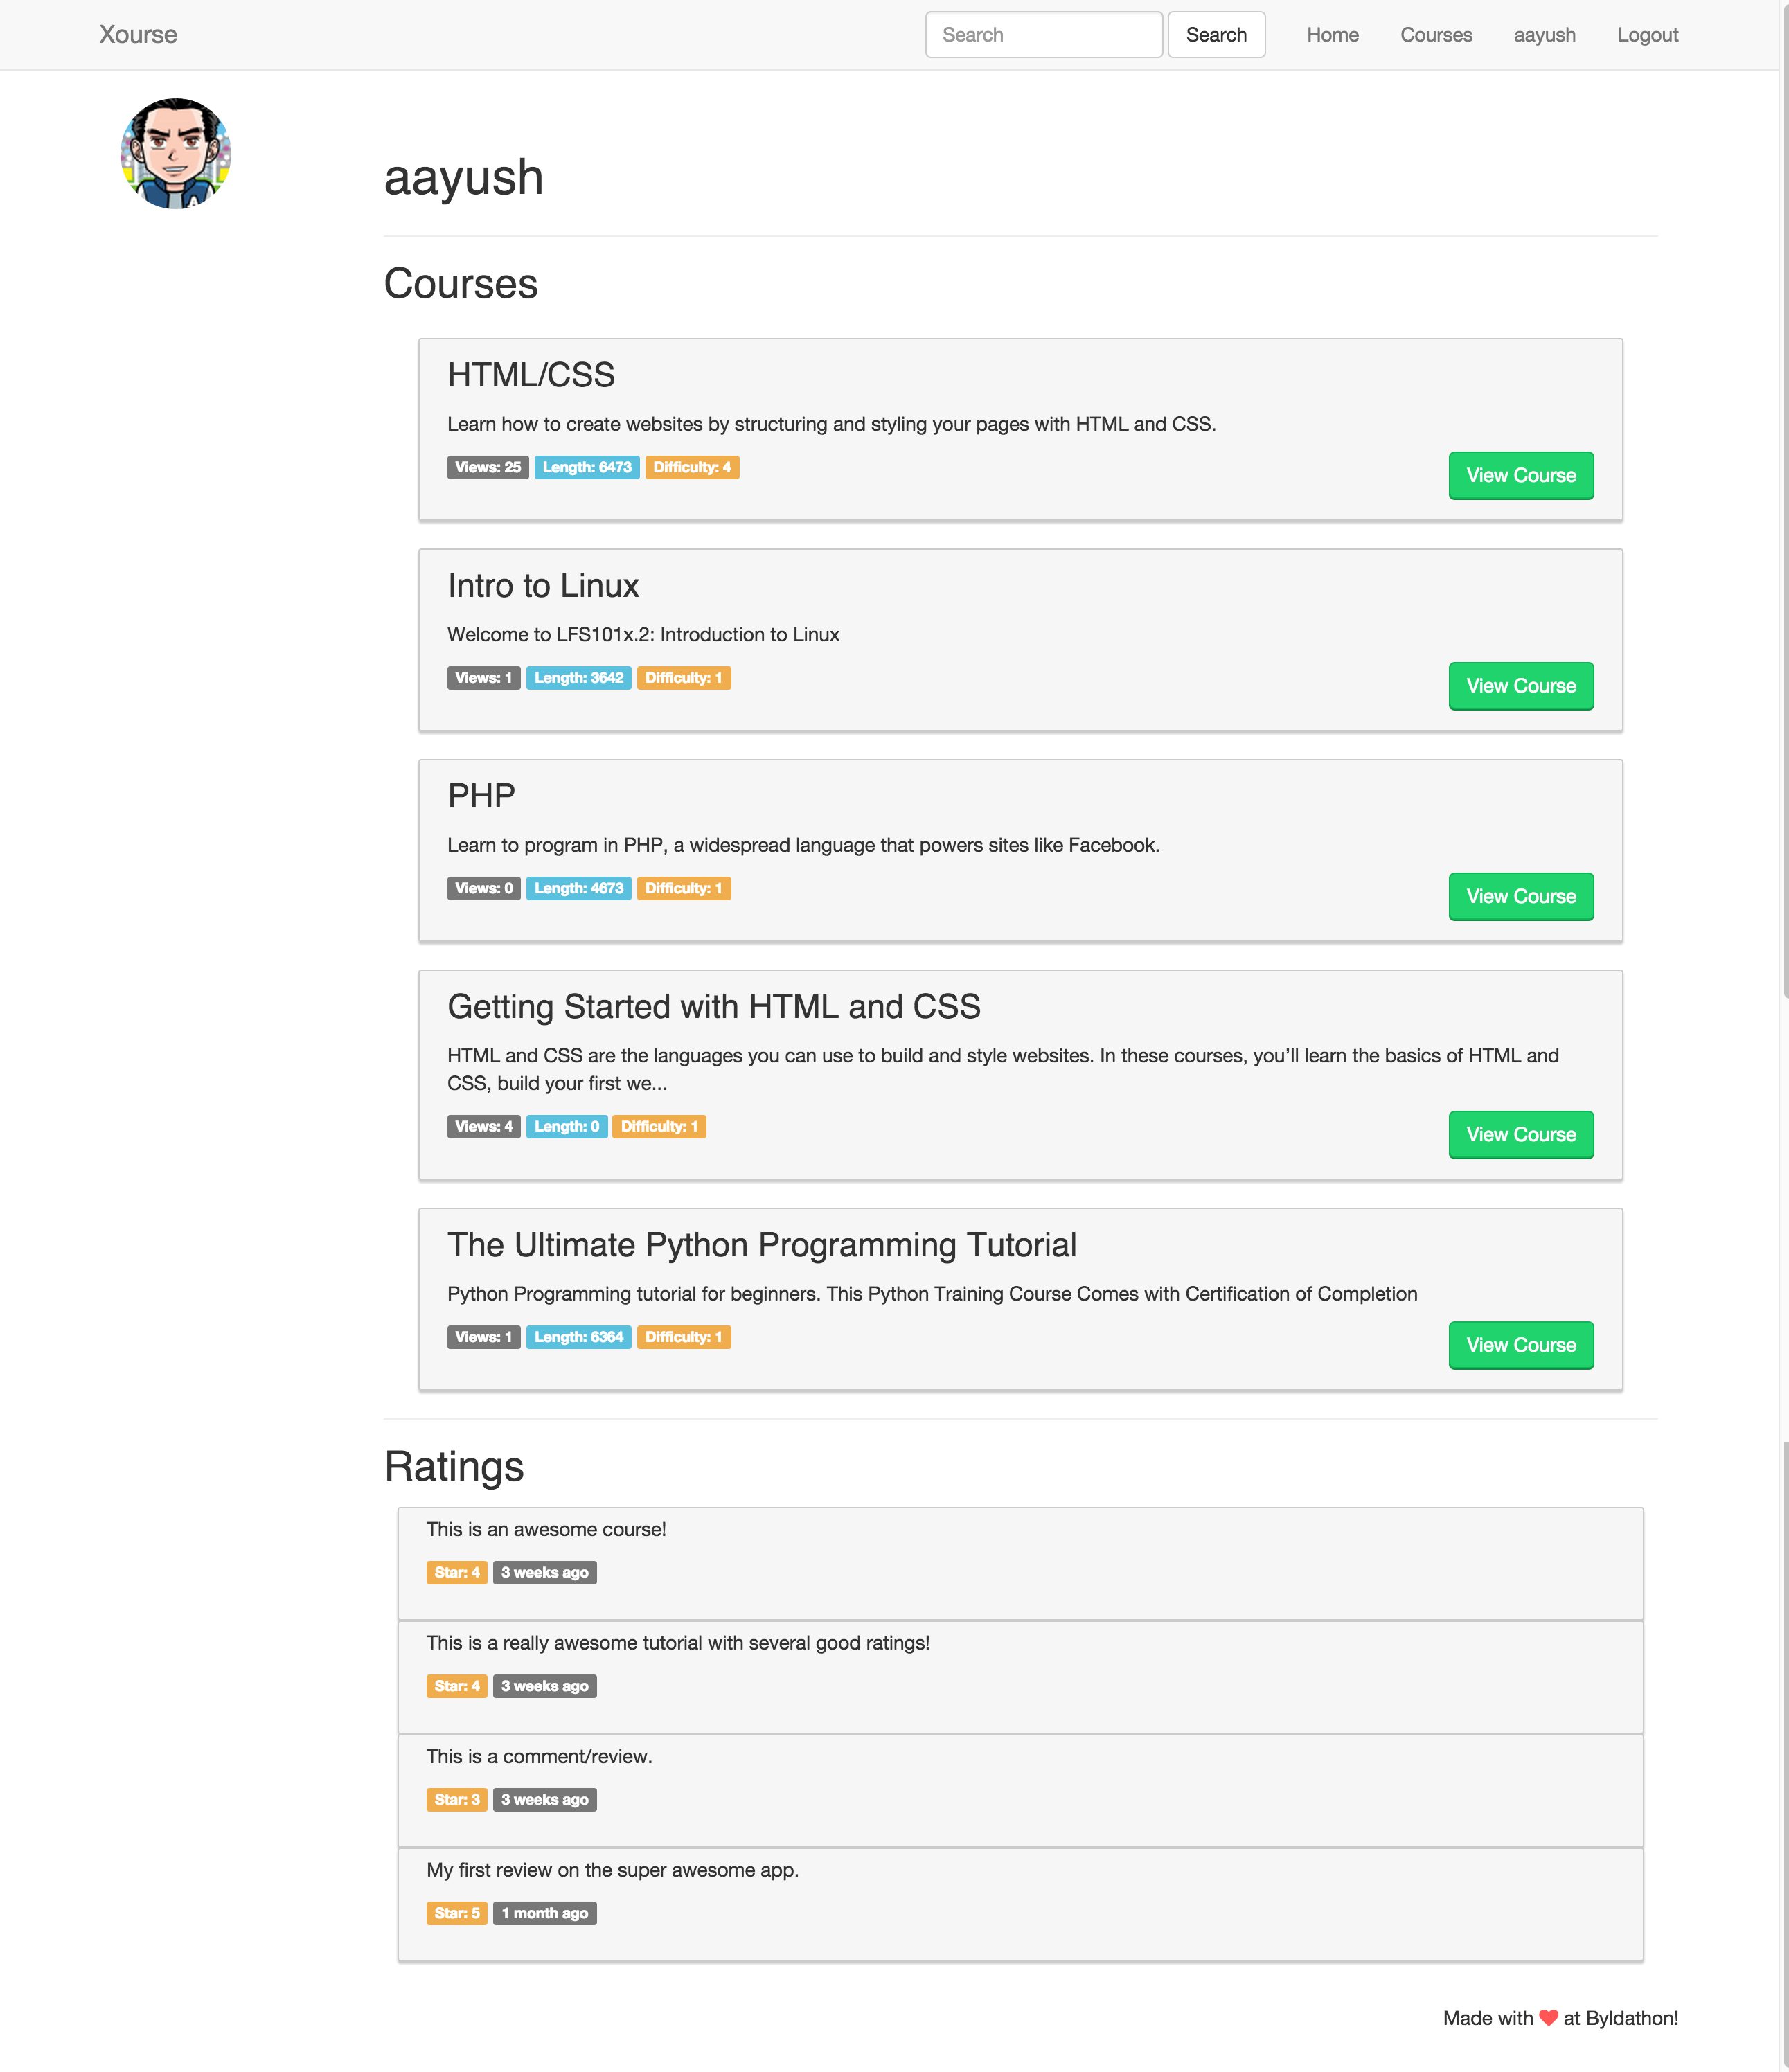 Xourse
Search
Search
Home
Courses
aayush
Logout
aayush
Courses
HTML/CSS
Learn how to create websites by structuring and styling your pages with HTML and CSS.
Views: 25 Length: 6473 Difficulty: 4
View Course
Intro to Linux
Welcome to LFS101x.2: Introduction to Linux
Views: 1 Length: 3642 Difficulty: 1
View Course
PHP
Learn to program in PHP, a widespread language that powers sites like Facebook.
Views: 0 Length: 4673 Difficulty: 1
View Course
Getting Started with HTML and CSS
HTML and CSS are the languages you can use to build and style websites. In these courses, you’ll learn the basics of HTML and
CSS, build your first we...
Views: 4 Length: 0 Difficulty: 1
View Course
The Ultimate Python Programming Tutorial
Python Programming tutorial for beginners. This Python Training Course Comes with Certification of Completion
Views: 1 Length: 6364 Difficulty: 1
View Course
Ratings
This is an awesome course!
Star: 4 3 weeks ago
This is a really awesome tutorial with several good ratings!
Star: 4 3 weeks ago
This is a comment/review.
Star: 3 3 weeks ago
My first review on the super awesome app.
Star: 5 1 month ago
Made with ❤ at Byldathon!